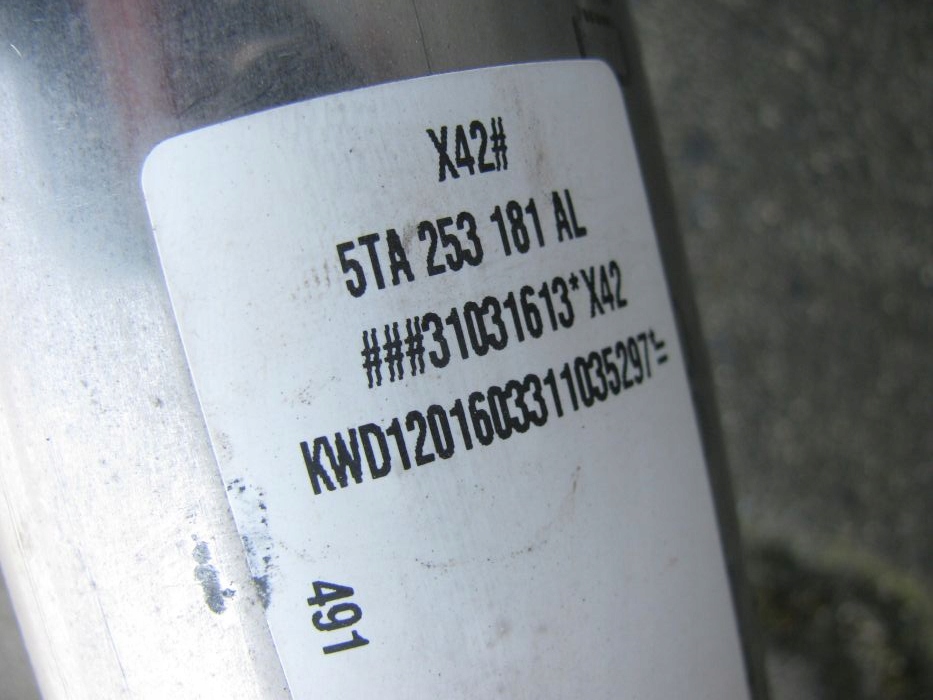 X42#
5TA 253 181 AL
###31031613*X42
KWD1201603311035297*=
491